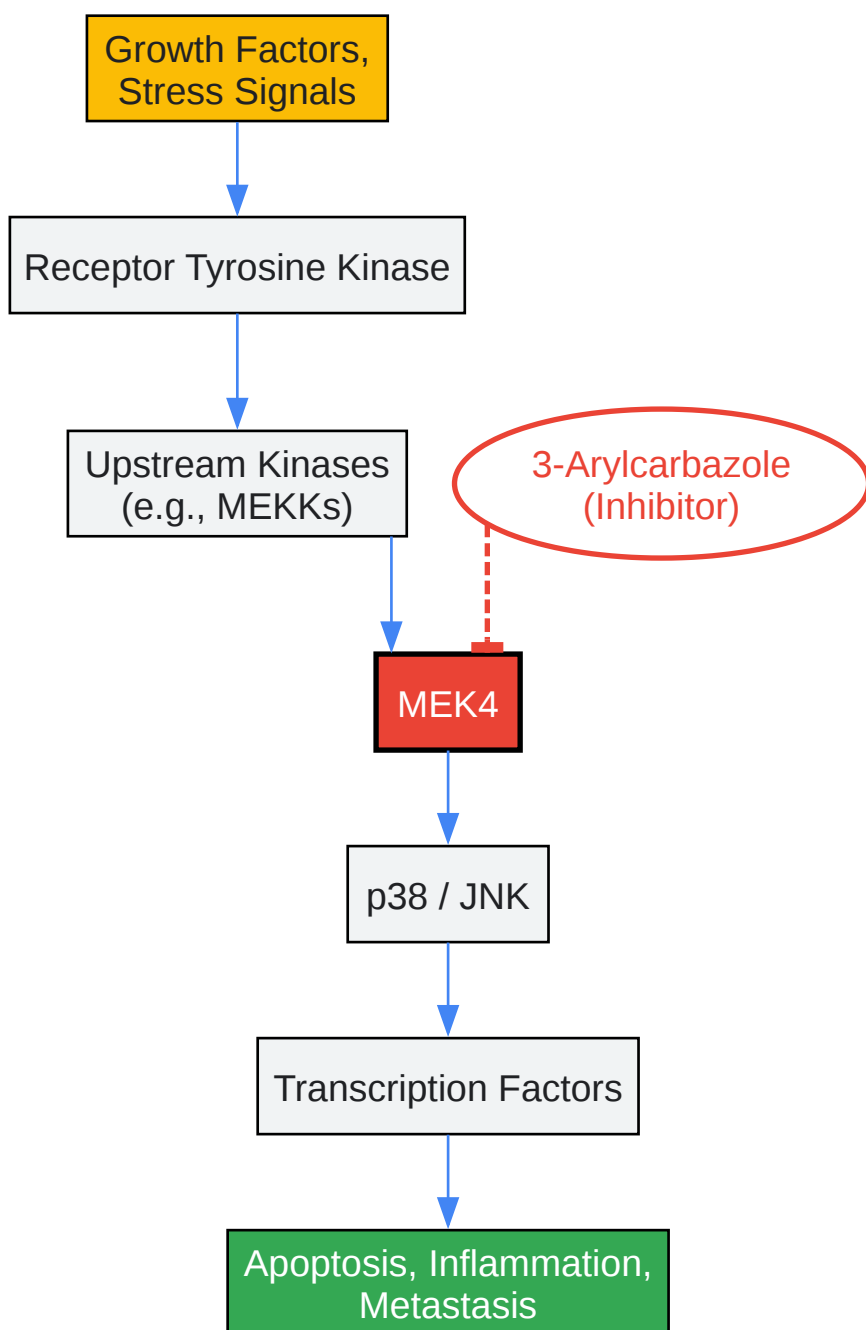 Growth Factors,
Stress Signals
Receptor Tyrosine Kinase
Upstream Kinases
(e.g., MEKKs)
3-Arylcarbazole
(Inhibitor)
MEK4
p38 / JNK
Transcription Factors
Apoptosis, Inflammation,
Metastasis